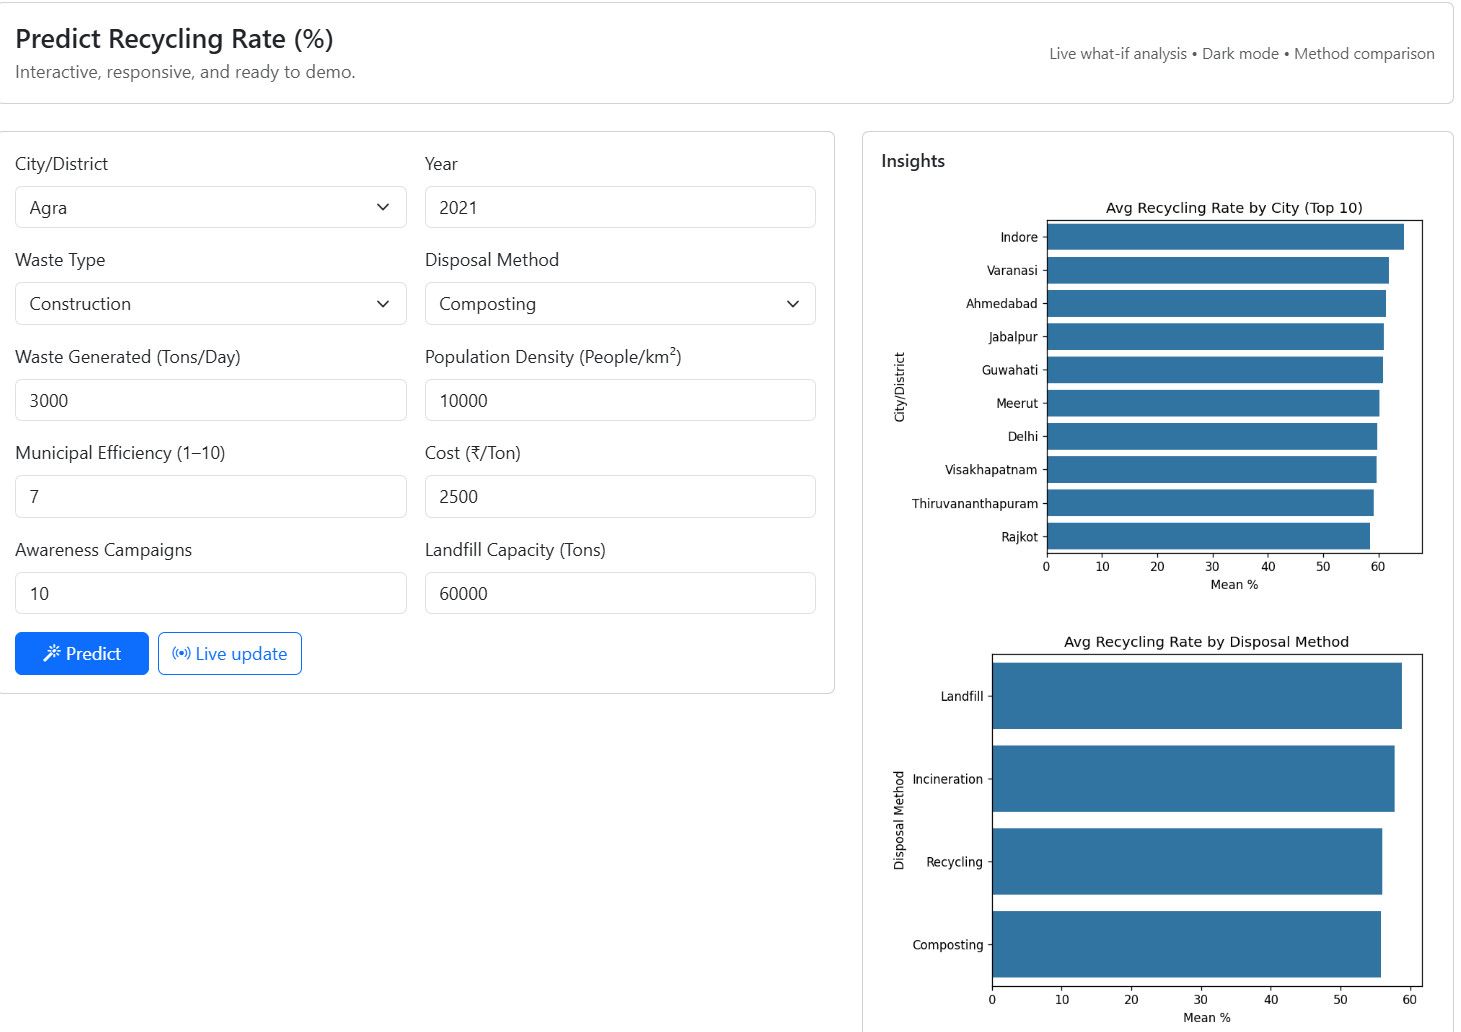 Predict Recycling Rate (%)
Interactive, responsive, and ready to demo.
Live what-if analysis • Dark mode • Method comparison
City/District
Year
Agra
2021
Waste Type
Disposal Method
Construction
Composting
Waste Generated (Tons/Day)
Population Density (People/km²)
3000
10000
Municipal Efficiency (1–10)
Cost (₹/Ton)
7
2500
Awareness Campaigns
Landfill Capacity (Tons)
10
60000
Predict
Live update
Insights
Avg Recycling Rate by City (Top 10)
City/District
Indore
Varanasi
Ahmedabad
Jabalpur
Guwahati
Meerut
Delhi
Visakhapatnam
Thiruvananthapuram
Rajkot
0 10 20 30 40 50 60
Mean %
Avg Recycling Rate by Disposal Method
Disposal Method
Landfill
Incineration
Recycling
Composting
0 10 20 30 40 50 60
Mean %